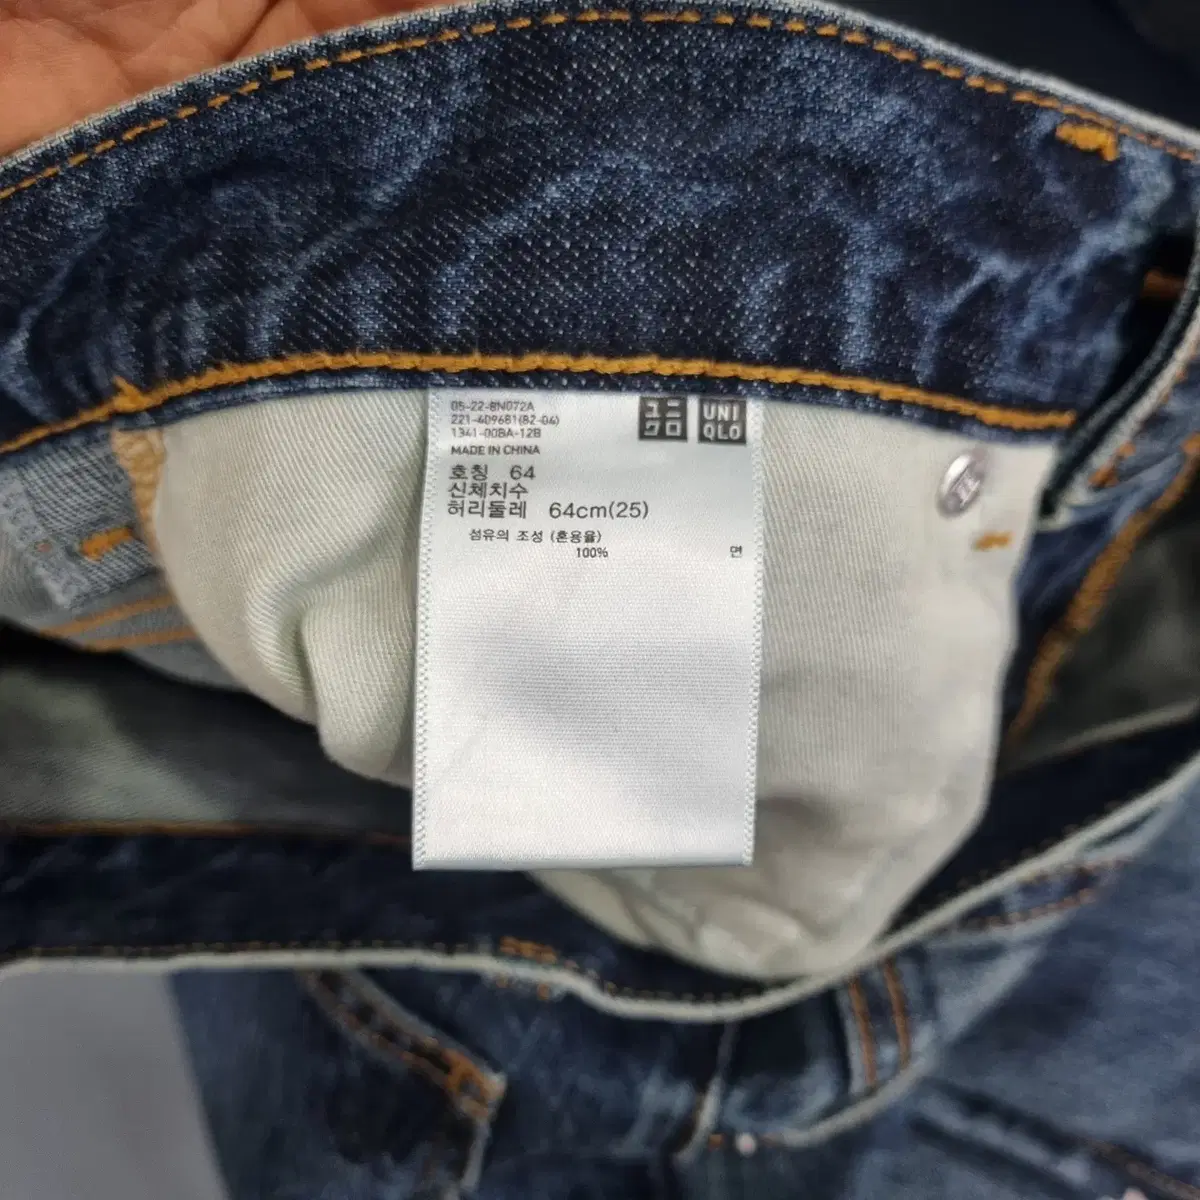 05-22-8N072A
221-409681(82-04)
1341-00BA-12B
MADE IN CHINA
ユニ
クロ
UNI
QLO
호칭 64
신체치수
허리둘레 64cm(25)
섬유의 조성 (혼용율)
100% 면